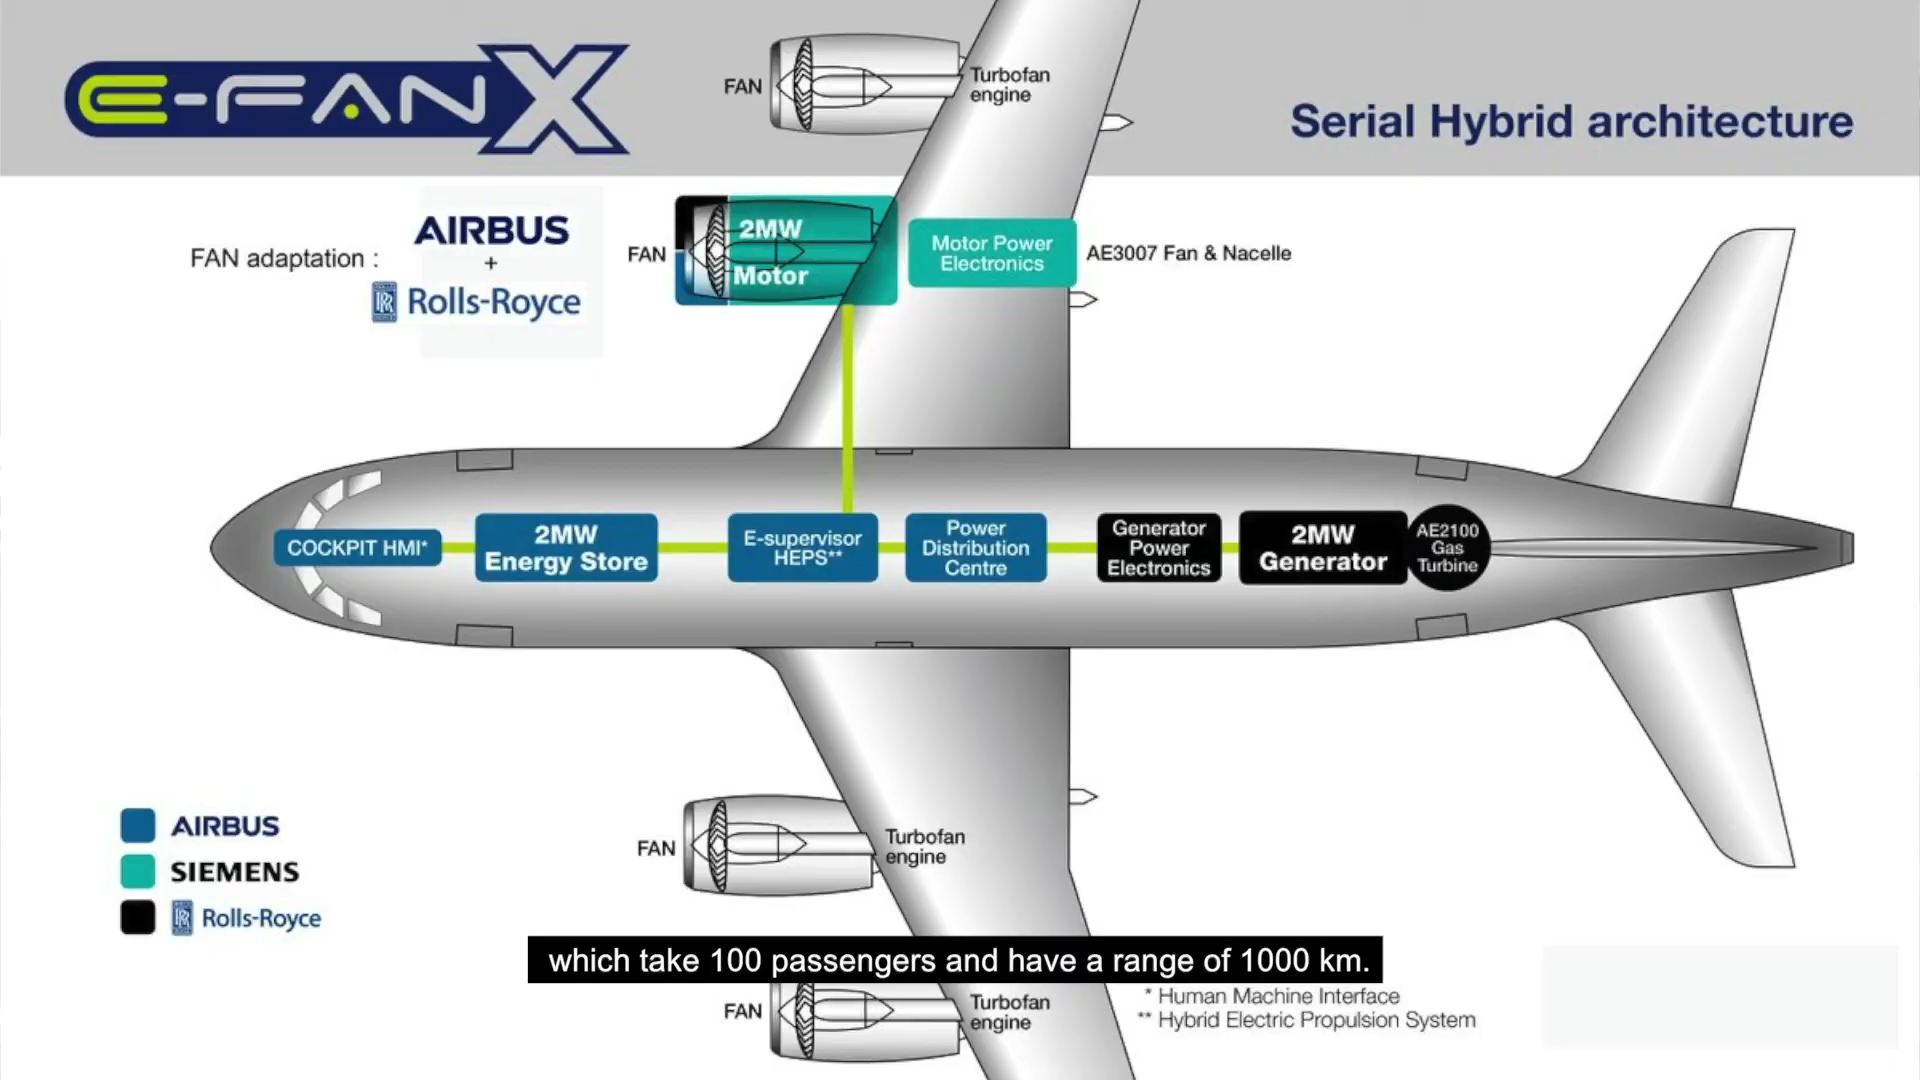 E-FAN X
Serial Hybrid architecture
FAN
Turbofan
engine
FAN adaptation :
AIRBUS
+
RR
Rolls-Royce
FAN
2MW
Motor
Motor Power
Electronics
AE3007 Fan & Nacelle
COCKPIT HMI*
2MW
Energy Store
E-supervisor
HEPS**
Power
Distribution
Centre
Generator
Power
Electronics
2MW
Generator
AE2100
Gas
Turbine
FAN
Turbofan
engine
AIRBUS
SIEMENS
RR
Rolls-Royce
which take 100 passengers and have a range of 1000 km.
FAN
Turbofan
engine
* Human Machine Interface
** Hybrid Electric Propulsion System